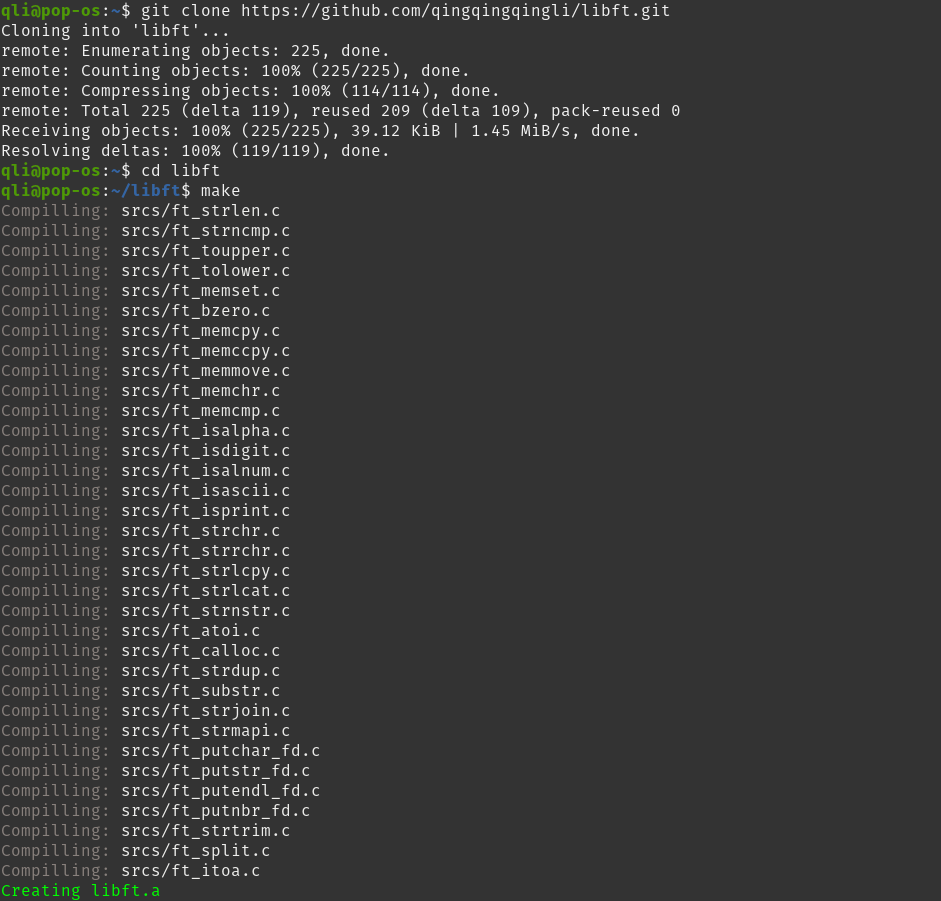 qli@pop-os:~$ git clone https://github.com/qingqingqingli/libft.git
Cloning into 'libft'...
remote: Enumerating objects: 225, done.
remote: Counting objects: 100% (225/225), done.
remote: Compressing objects: 100% (114/114), done.
remote: Total 225 (delta 119), reused 209 (delta 109), pack-reused 0
Receiving objects: 100% (225/225), 39.12 KiB | 1.45 MiB/s, done.
Resolving deltas: 100% (119/119), done.
qli@pop-os:~$ cd libft
qli@pop-os:~/libft$ make
Compilling: srcs/ft_strlen.c
Compilling: srcs/ft_strncmp.c
Compilling: srcs/ft_toupper.c
Compilling: srcs/ft_tolower.c
Compilling: srcs/ft_memset.c
Compilling: srcs/ft_bzero.c
Compilling: srcs/ft_memcpy.c
Compilling: srcs/ft_memccpy.c
Compilling: srcs/ft_memmove.c
Compilling: srcs/ft_memchr.c
Compilling: srcs/ft_memcmp.c
Compilling: srcs/ft_isalpha.c
Compilling: srcs/ft_isdigit.c
Compilling: srcs/ft_isalnum.c
Compilling: srcs/ft_isascii.c
Compilling: srcs/ft_isprint.c
Compilling: srcs/ft_strchr.c
Compilling: srcs/ft_strrchr.c
Compilling: srcs/ft_strlcpy.c
Compilling: srcs/ft_strlcat.c
Compilling: srcs/ft_strnstr.c
Compilling: srcs/ft_atoi.c
Compilling: srcs/ft_calloc.c
Compilling: srcs/ft_strdup.c
Compilling: srcs/ft_substr.c
Compilling: srcs/ft_strjoin.c
Compilling: srcs/ft_strmapi.c
Compilling: srcs/ft_putchar_fd.c
Compilling: srcs/ft_putstr_fd.c
Compilling: srcs/ft_putendl_fd.c
Compilling: srcs/ft_putnbr_fd.c
Compilling: srcs/ft_strtrim.c
Compilling: srcs/ft_split.c
Compilling: srcs/ft_itoa.c
Creating libft.a